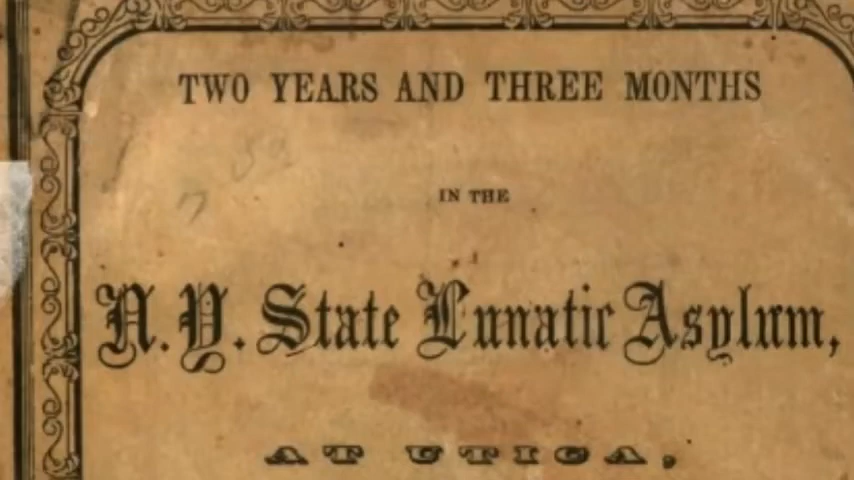 TWO YEARS AND THREE MONTHS
IN THE
N.Y. State Lunatic Asylum,
AT UTICA,